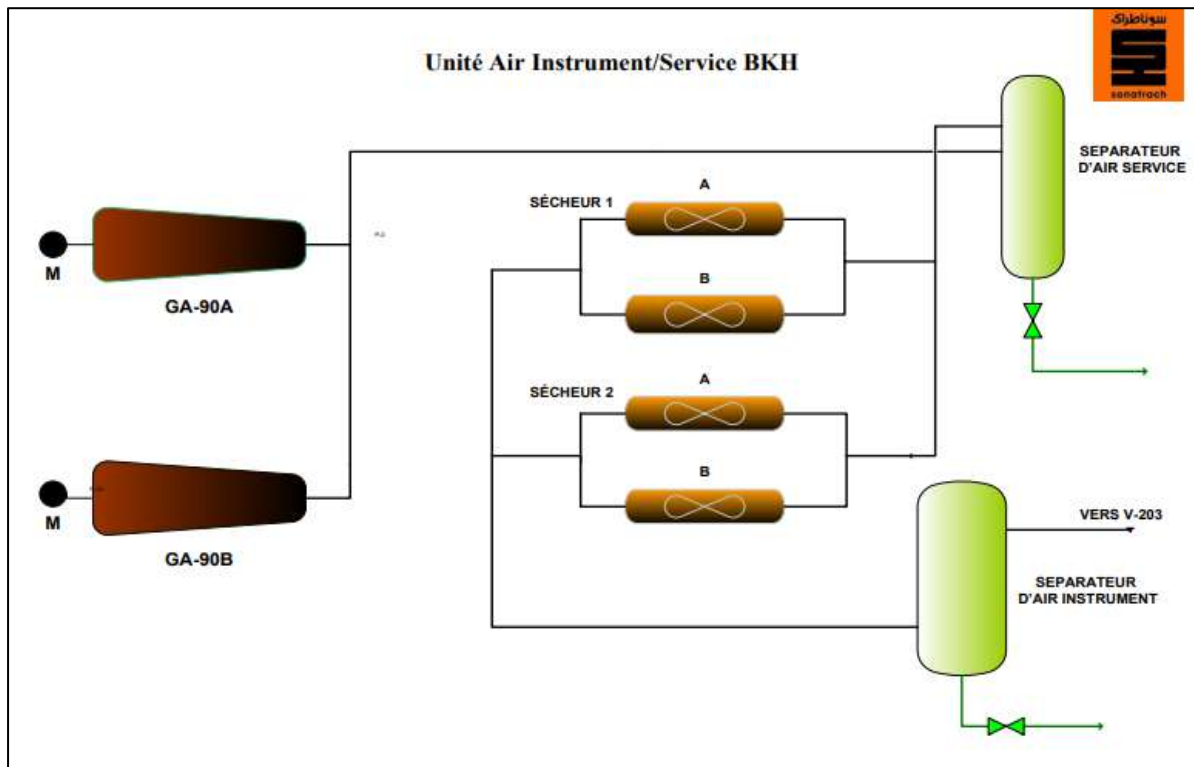 سوناطراك
sonatrach
Unité Air Instrument/Service BKH
SEPARATEUR
D'AIR SERVICE
A
SÉCHEUR 1
B
M
GA-90A
A
SÉCHEUR 2
B
M
GA-90B
VERS V-203
SEPARATEUR
D'AIR INSTRUMENT